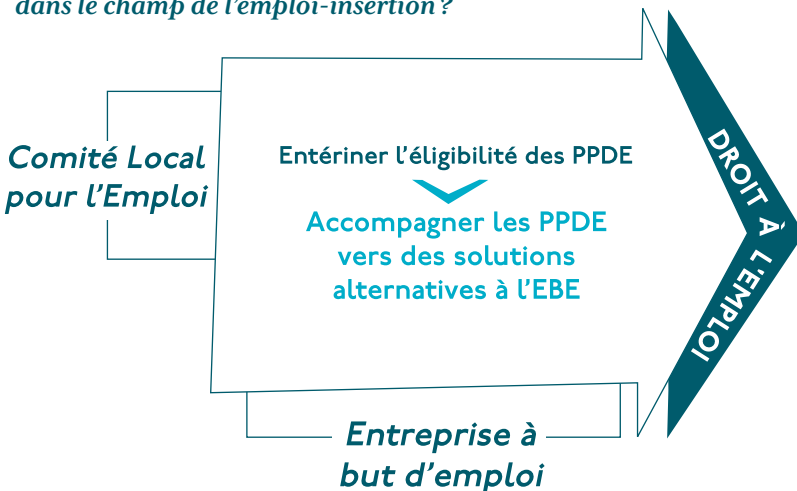 dans le champ de l'emploi-insertion ?
Comité Local
pour l'Emploi
Entériner l'éligibilité des PPDE
Accompagner les PPDE
vers des solutions
alternatives à l'EBE
DROIT À L'EMPLOI
Entreprise à
but d'emploi